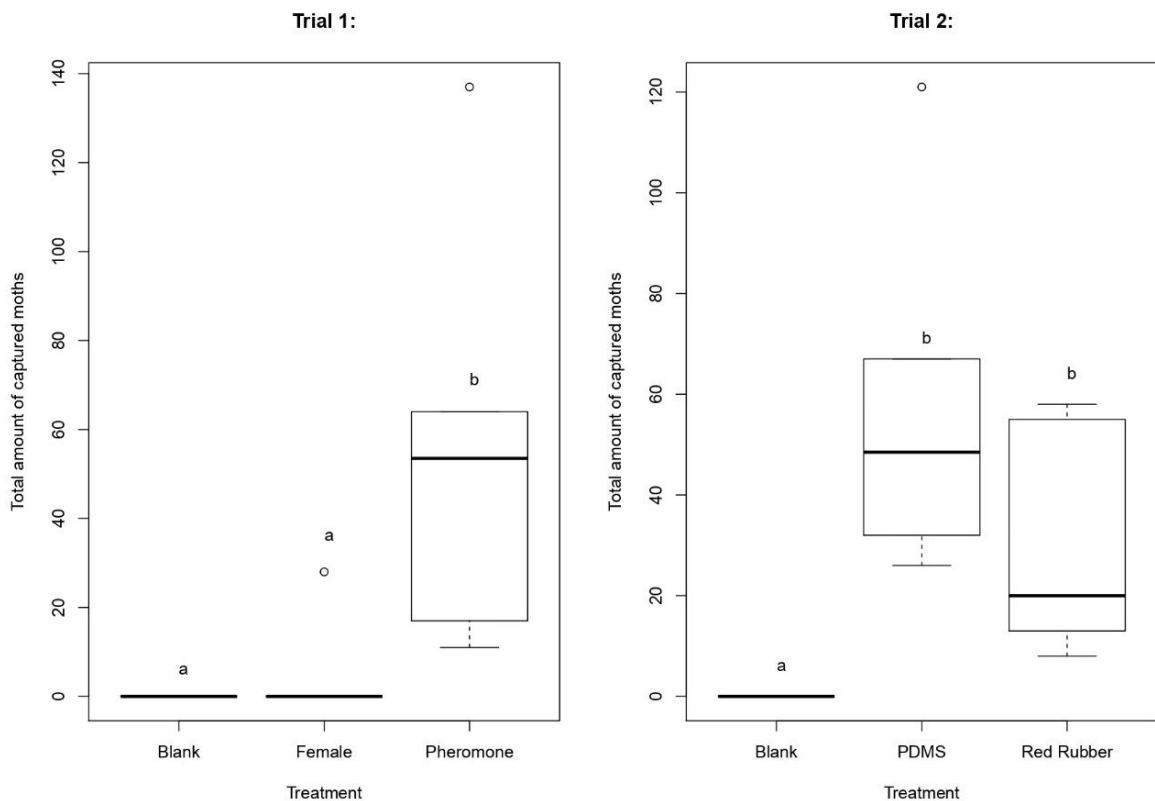 Trial 1:
Total amount of captured moths
140
120
100
80
60
40
20
0
a
a
b
Blank Female Pheromone
Treatment
Trial 2:
Total amount of captured moths
120
100
80
60
40
20
0
a
b
b
Blank PDMS Red Rubber
Treatment